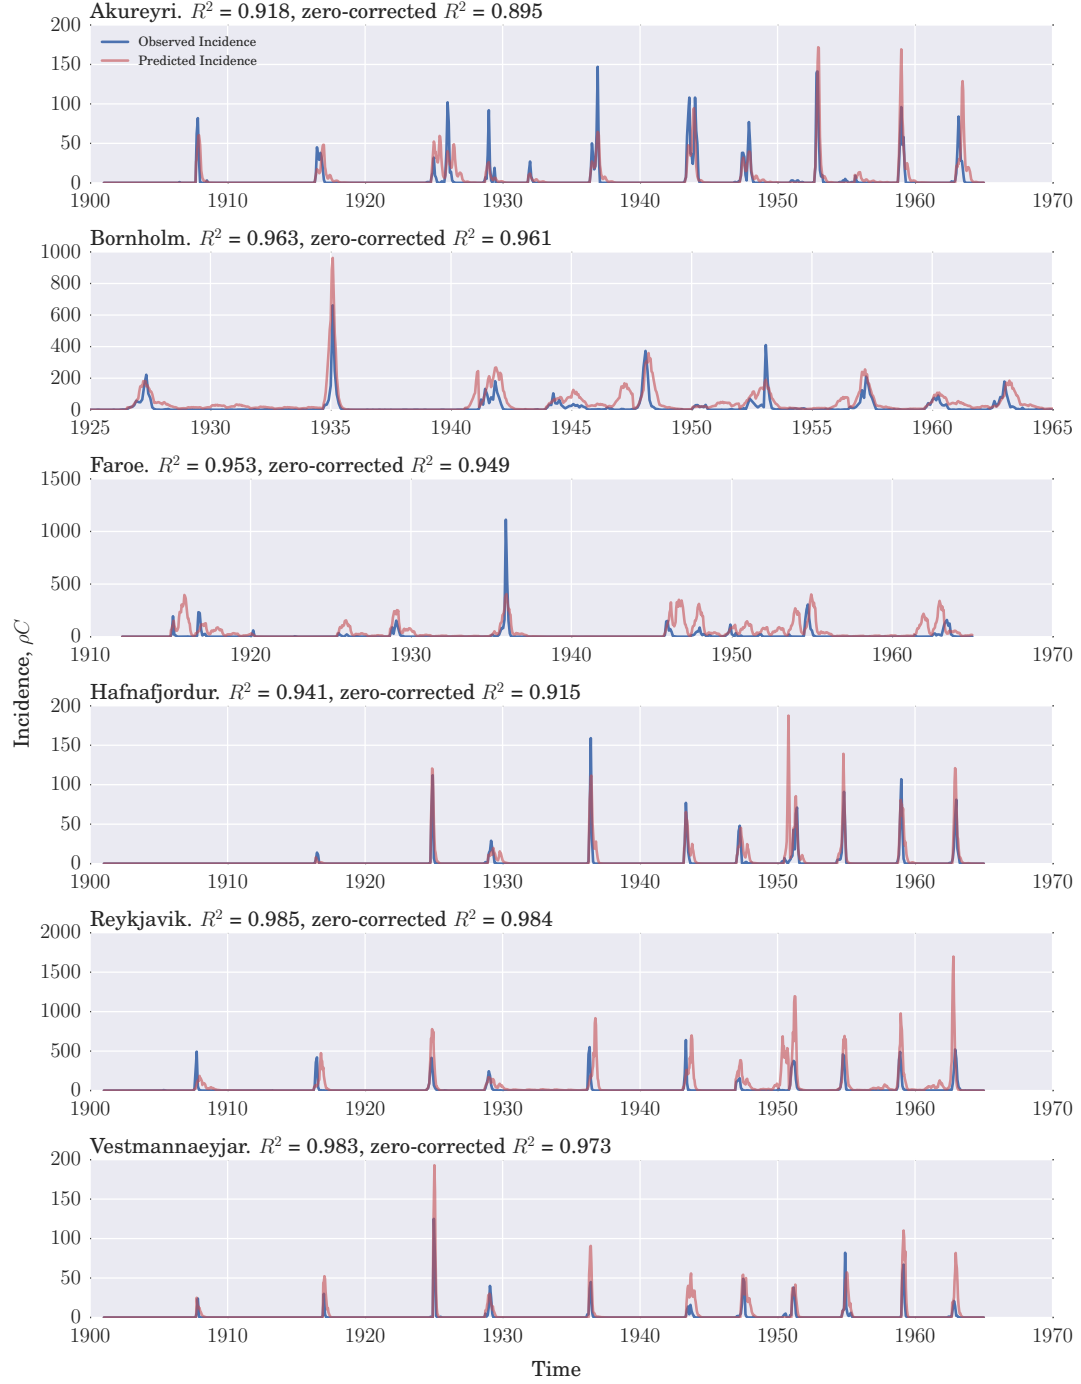 Akureyri. R² = 0.918, zero-corrected R² = 0.895
200
150
100
50
0
Observed Incidence
Predicted Incidence
1900 1910 1920 1930 1940 1950 1960 1970
Bornholm. R² = 0.963, zero-corrected R² = 0.961
1000
800
600
400
200
0
1925 1930 1935 1940 1945 1950 1955 1960 1965
Faroe. R² = 0.953, zero-corrected R² = 0.949
1500
1000
500
0
1910 1920 1930 1940 1950 1960 1970
Incidence, ρC
Hafnafjordur. R² = 0.941, zero-corrected R² = 0.915
200
150
100
50
0
1900 1910 1920 1930 1940 1950 1960 1970
Reykjavik. R² = 0.985, zero-corrected R² = 0.984
2000
1500
1000
500
0
1900 1910 1920 1930 1940 1950 1960 1970
Vestmannaeyjar. R² = 0.983, zero-corrected R² = 0.973
200
150
100
50
0
1900 1910 1920 1930 1940 1950 1960 1970
Time